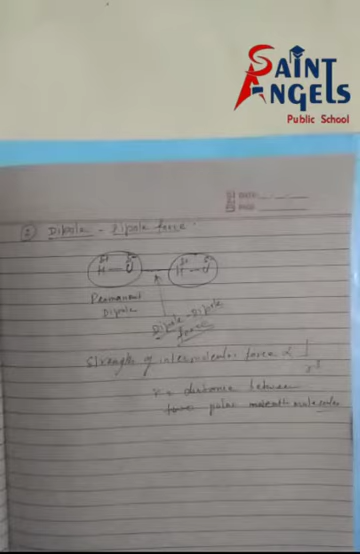 SAINT
ANGELS
Public School
② Dipole - Dipole force.
δ+ δ- δ+ δ-
H — Cl — H — Cl
Permanent
Dipole
Dipole-Dipole
forces
Strength of intermolecular force ∝ 1/r³
r = distance between
polar molecules